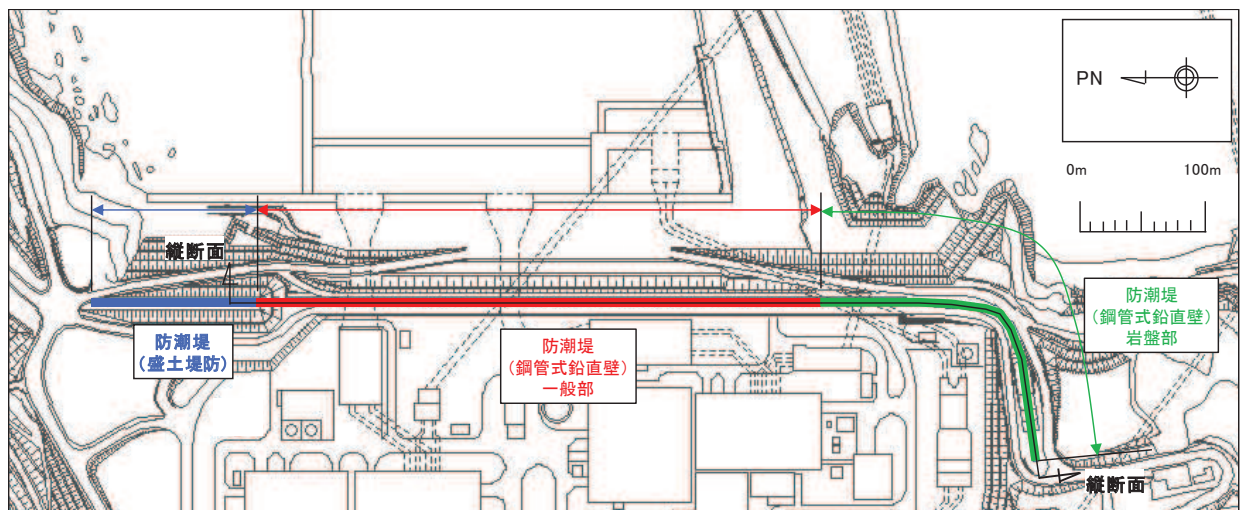 PN
0m 100m
縦断面
防潮堤
(盛土堤防)
防潮堤
(鋼管式鉛直壁)
一般部
防潮堤
(鋼管式鉛直壁)
岩盤部
縦断面